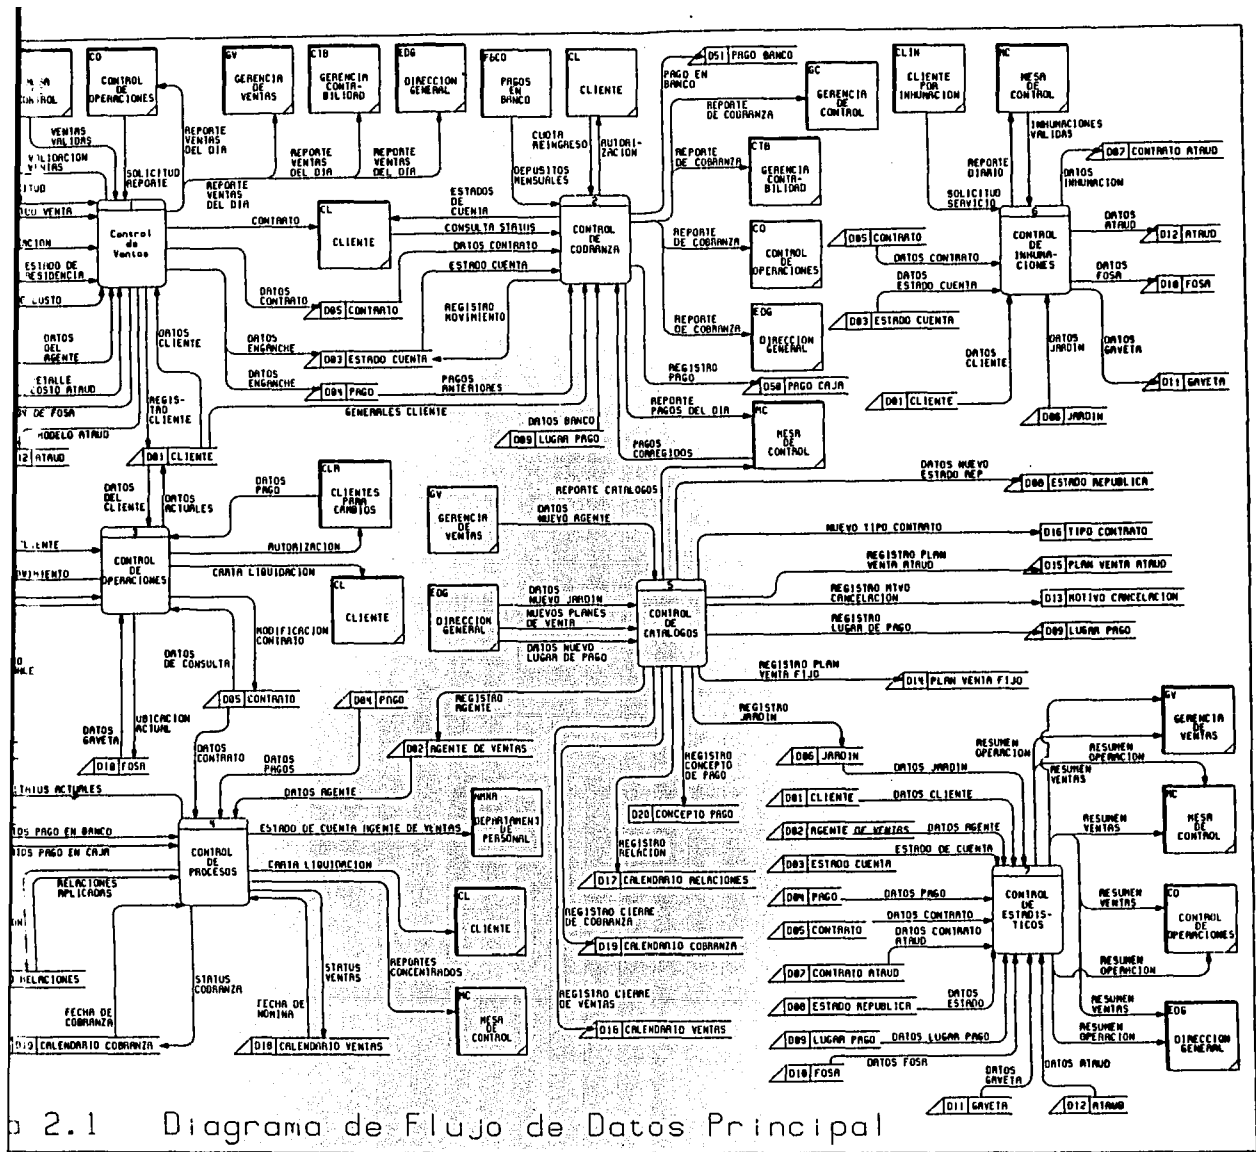 CO
CONTROL
DE
OPERACIONES
GV
GERENCIA
DE
VENTAS
CTB
GERENCIA
CONTA-
BILIDAD
EDG
DIRECCION
GENERAL
PAGOS
EN
BANCO
CL
CLIENTE
D51 PAGO BANCO
PAGO EN
BANCO
GC
GERENCIA
DE
CONTROL
CLIN
CLIENTE
POR
INHUMACION
MC
MESA
DE
CONTROL
VENTAS
VALIDAS
SOLICITUD
REPORTE
REPORTE
VENTAS
DEL DIA
REPORTE
VENTAS
DEL DIA
REPORTE
VENTAS
DEL DIA
REPORTE
VENTAS
DEL DIA
CUOTA
REINGRESO
AUTORI-
ZACION
DEPOSITOS
MENSUALES
REPORTE
DE COBRANZA
REPORTE
DE COBRANZA
CTB
GERENCIA
CONTA-
BILIDAD
INHUMACIONES
VALIDAS
REPORTE
DIARIO
SOLICITUD
SERVICIO
D07 CONTRATO ATAUD
DATOS
INHUMACION
Control
de
Ventas
CONTRATO
CL
CLIENTE
ESTADOS
DE
CUENTA
CONSULTA STATUS
DATOS CONTRATO
ESTADO CUENTA
2
CONTROL
DE
COBRANZA
REPORTE
DE COBRANZA
CO
CONTROL
DE
OPERACIONES
D05 CONTRATO
DATOS CONTRATO
DATOS
ESTADO CUENTA
6
CONTROL
DE
INHUMA-
CIONES
DATOS
ATAUD
D12 ATAUD
DATOS
FOSA
D10 FOSA
ESTADO DE
RESIDENCIA
DATOS
CONTRATO
D05 CONTRATO
REGISTRO
MOVIMIENTO
REPORTE
DE COBRANZA
EDG
DIRECCION
GENERAL
D03 ESTADO CUENTA
DATOS
CLIENTE
DATOS
JARDIN
DATOS
GAVETA
D11 GAVETA
DATOS
DEL
AGENTE
DATOS
CLIENTE
DATOS
ENGANCHE
D03 ESTADO CUENTA
DATOS
ENGANCHE
D04 PAGO
PAGOS
ANTERIORES
REGISTRO
PAGO
D50 PAGO CAJA
D01 CLIENTE
D06 JARDIN
COSTO ATAUD
DE FOSA
MODELO ATAUD
REGIS-
TRO
CLIENTE
GENERALES CLIENTE
DATOS BANCO
D09 LUGAR PAGO
REPORTE
PAGOS DEL DIA
PAGOS
CORREGIDOS
MC
MESA
DE
CONTROL
12 ATAUD
D01 CLIENTE
DATOS
DEL
CLIENTE
DATOS
ACTUALES
DATOS
PAGO
CLA
CLIENTES
PARA
CAMBIOS
GV
GERENCIA
DE
VENTAS
DATOS
NUEVO AGENTE
REPORTE CATALOGOS
DATOS NUEVO
ESTADO REP
D08 ESTADO REPUBLICA
NUEVO TIPO CONTRATO
D16 TIPO CONTRATO
3
CONTROL
DE
OPERACIONES
AUTORIZACION
CARTA LIQUIDACION
CL
CLIENTE
EDG
DIRECCION
GENERAL
DATOS
NUEVO JARDIN
NUEVOS PLANES
DE VENTA
DATOS NUEVO
LUGAR DE PAGO
5
CONTROL
DE
CATALOGOS
REGISTRO PLAN
VENTA ATAUD
D15 PLAN VENTA ATAUD
REGISTRO MTVO
CANCELACION
D13 MOTIVO CANCELACION
REGISTRO
LUGAR DE PAGO
D09 LUGAR PAGO
DATOS
DE CONSULTA
MODIFICACION
CONTRATO
REGISTRO PLAN
VENTA FIJO
D14 PLAN VENTA FIJO
D05 CONTRATO
D04 PAGO
REGISTRO
AGENTE
REGISTRO
JARDIN
GV
GERENCIA
DE
VENTAS
DATOS
GAVETA
UBICACION
ACTUAL
D10 FOSA
DATOS
CONTRATO
DATOS
PAGOS
D02 AGENTE DE VENTAS
REGISTRO
CONCEPTO
DE PAGO
D06 JARDIN
DATOS JARDIN
RESUMEN
OPERACION
RESUMEN
VENTAS
RESUMEN
OPERACION
DATOS AGENTE
4
CONTROL
DE
PROCESOS
ESTADO DE CUENTA AGENTE DE VENTAS
DEPARTAMENT
DE
PERSONAL
D20 CONCEPTO PAGO
D01 CLIENTE
DATOS CLIENTE
D02 AGENTE DE VENTAS
DATOS AGENTE
ESTADO DE CUENTA
D03 ESTADO CUENTA
RESUMEN
VENTAS
MC
MESA
DE
CONTROL
PAGO EN BANCO
PAGO EN CAJA
RELACIONES
APLICADAS
CARTA LIQUIDACION
CL
CLIENTE
REGISTRO
RELACION
D17 CALENDARIO RELACIONES
D04 PAGO
DATOS PAGO
7
CONTROL
DE
ESTADIS-
TICOS
RESUMEN
VENTAS
CO
CONTROL
DE
OPERACIONES
REGISTRO CIERRE
DE COBRANZA
D19 CALENDARIO COBRANZA
D05 CONTRATO
DATOS CONTRATO
DATOS CONTRATO
ATAUD
D07 CONTRATO ATAUD
RESUMEN
OPERACION
RELACIONES
STATUS
COBRANZA
STATUS
VENTAS
REPORTES
CONCENTRADOS
MC
MESA
DE
CONTROL
REGISTRO CIERRE
DE VENTAS
D18 CALENDARIO VENTAS
D08 ESTADO REPUBLICA
DATOS
ESTADO
RESUMEN
VENTAS
RESUMEN
OPERACION
EDG
DIRECCION
GENERAL
FECHA DE
COBRANZA
FECHA DE
NOMINA
D19 CALENDARIO COBRANZA
D18 CALENDARIO VENTAS
D09 LUGAR PAGO
DATOS LUGAR PAGO
D10 FOSA
DATOS FOSA
DATOS
GAVETA
DATOS ATAUD
D11 GAVETA
D12 ATAUD
a 2.1 Diagrama de Flujo de Datos Principal